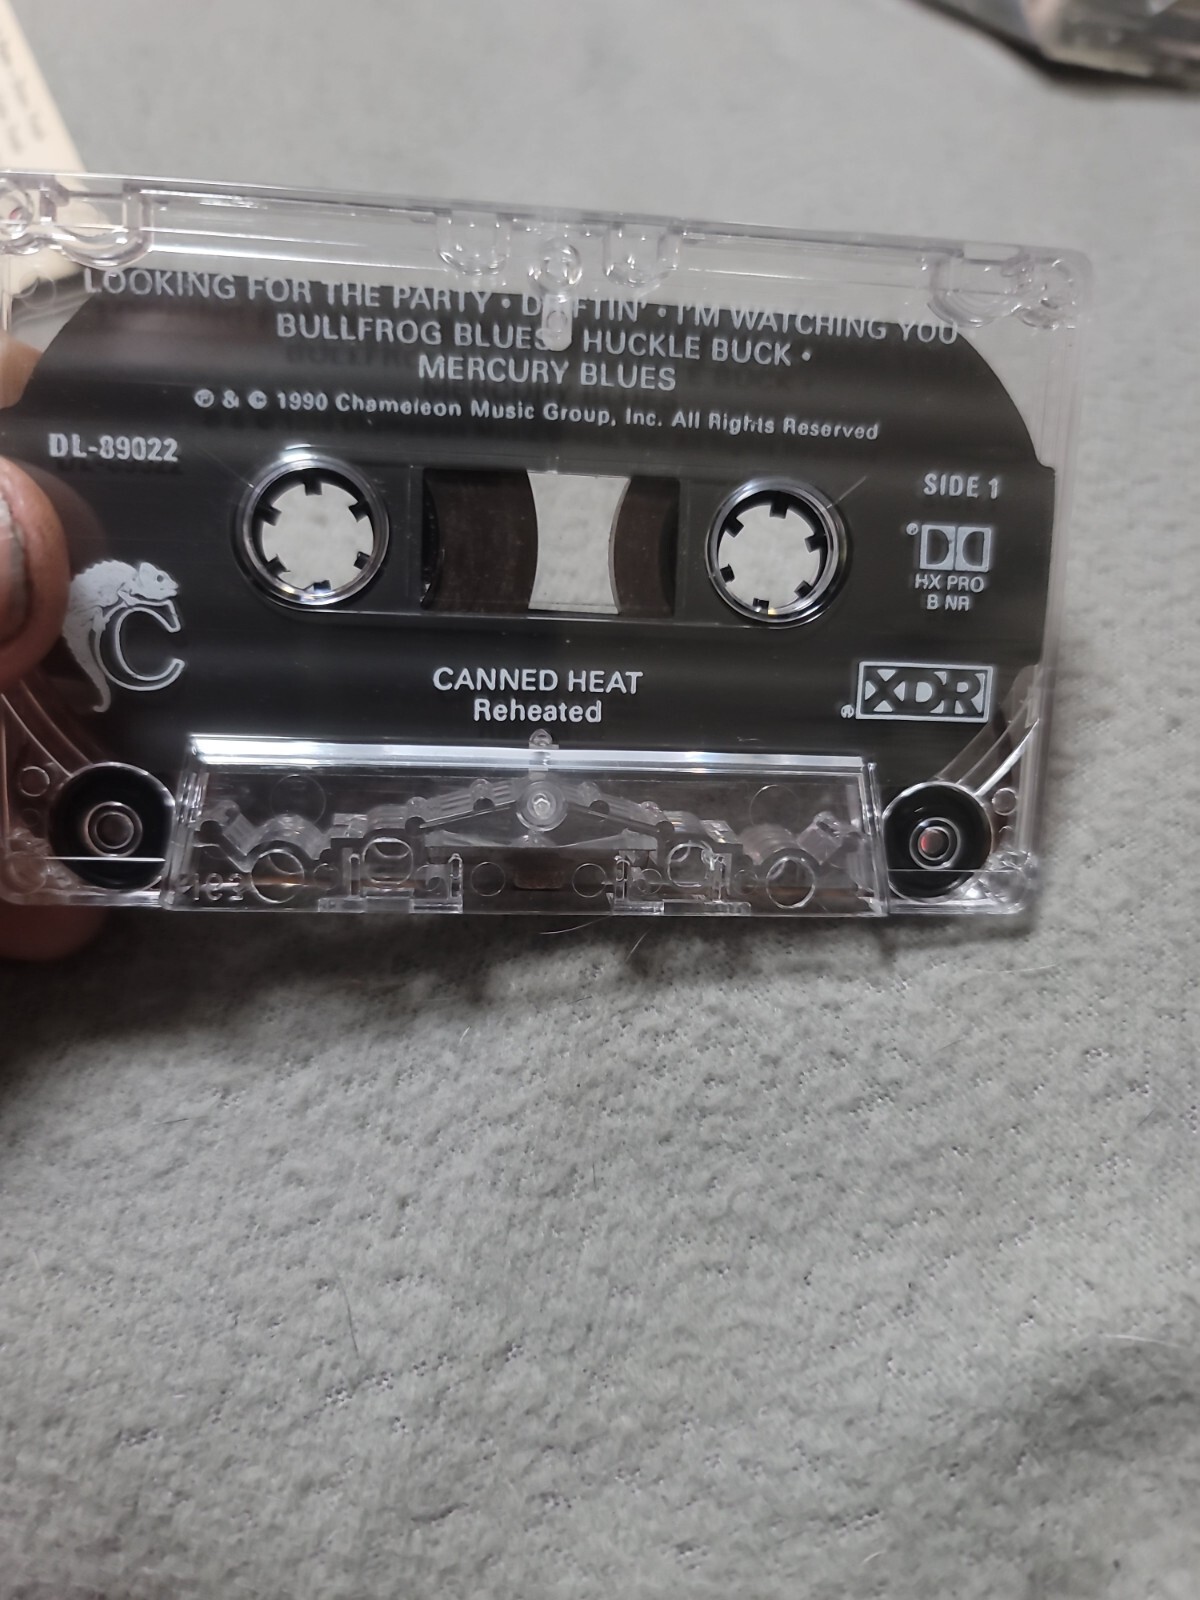 LOOKING FOR THE PARTY • DRIFTIN' • I'M WATCHING YOU
BULLFROG BLUES HUCKLE BUCK •
MERCURY BLUES
℗ & © 1990 Chameleon Music Group, Inc. All Rights Reserved
DL-89022
SIDE 1
HX PRO
B NR
C
CANNED HEAT
Reheated
XDR®